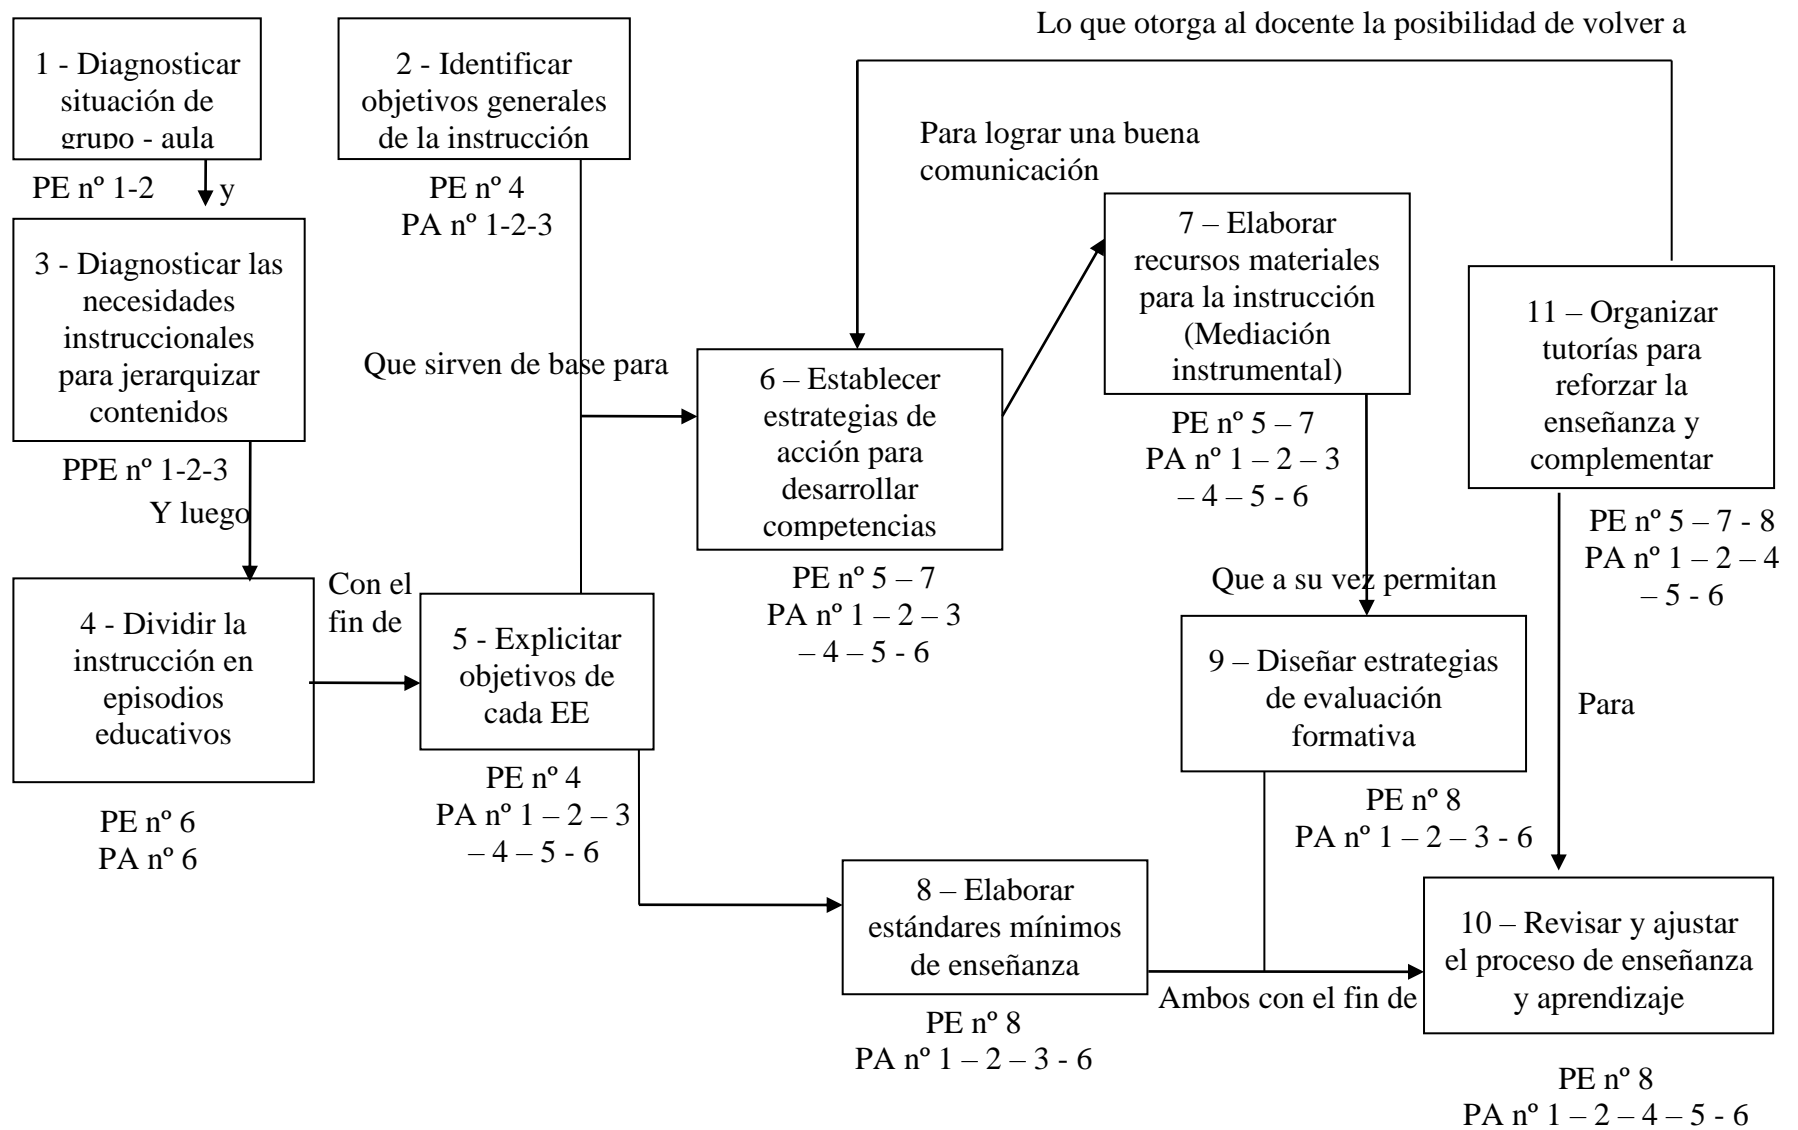 Lo que otorga al docente la posibilidad de volver a
1 - Diagnosticar
situación de
grupo - aula
PE nº 1-2
y
2 - Identificar
objetivos generales
de la instrucción
PE nº 4
PA nº 1-2-3
3 - Diagnosticar las
necesidades
instruccionales
para jerarquizar
contenidos
PPE nº 1-2-3
Y luego
Que sirven de base para
4 - Dividir la
instrucción en
episodios
educativos
PE nº 6
PA nº 6
Con el
fin de
5 - Explicitar
objetivos de
cada EE
PE nº 4
PA nº 1 – 2 – 3
– 4 – 5 - 6
6 – Establecer
estrategias de
acción para
desarrollar
competencias
PE nº 5 – 7
PA nº 1 – 2 – 3
– 4 – 5 - 6
Para lograr una buena
comunicación
7 – Elaborar
recursos materiales
para la instrucción
(Mediación
instrumental)
PE nº 5 – 7
PA nº 1 – 2 – 3
– 4 – 5 - 6
Que a su vez permitan
8 – Elaborar
estándares mínimos
de enseñanza
PE nº 8
PA nº 1 – 2 – 3 - 6
9 – Diseñar estrategias
de evaluación
formativa
PE nº 8
PA nº 1 – 2 – 3 - 6
Ambos con el fin de
11 – Organizar
tutorías para
reforzar la
enseñanza y
complementar
PE nº 5 – 7 - 8
PA nº 1 – 2 – 4
– 5 - 6
Para
10 – Revisar y ajustar
el proceso de enseñanza
y aprendizaje
PE nº 8
PA nº 1 – 2 – 4 – 5 - 6